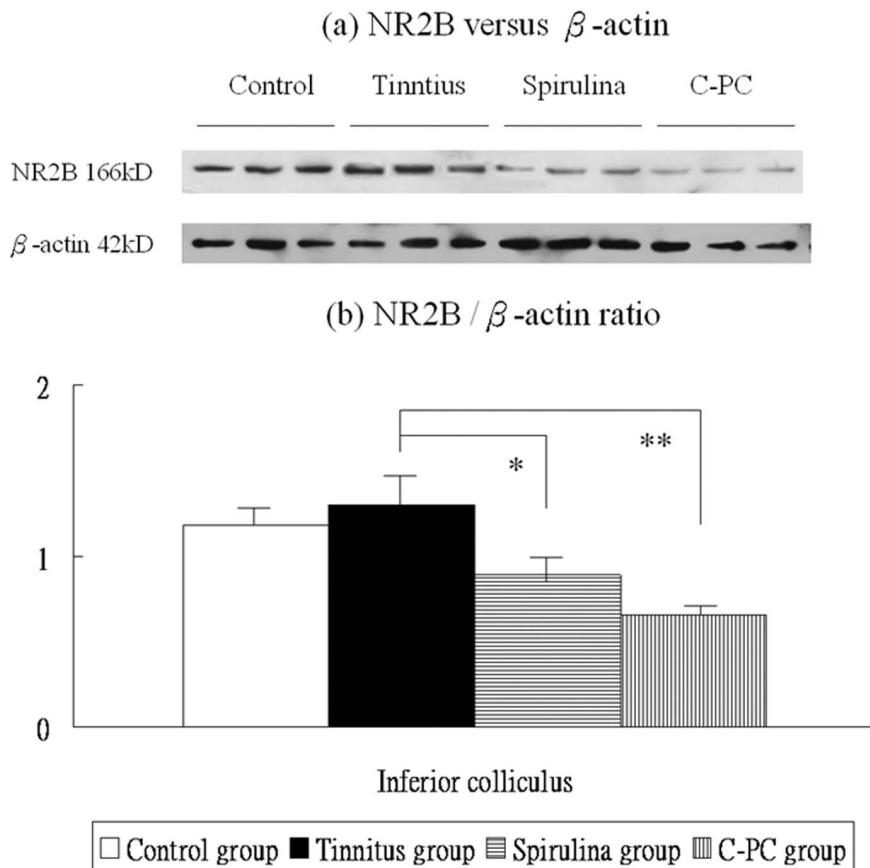 (a) NR2B versus β-actin
Control Tinntius Spirulina C-PC
NR2B 166kD
β-actin 42kD
(b) NR2B / β-actin ratio
2
*
**
1
0
Inferior colliculus
Control group Tinnitus group Spirulina group C-PC group